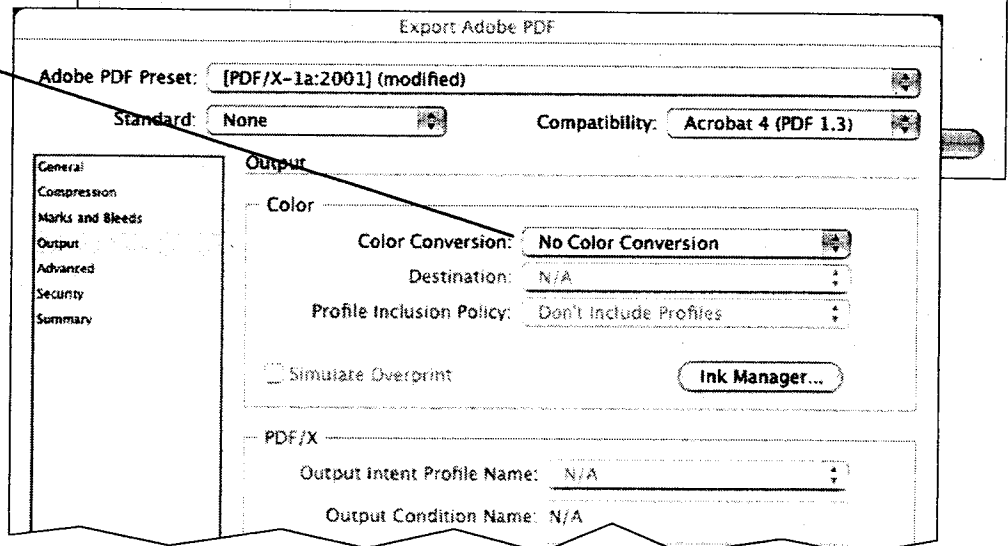 Export Adobe PDF
Adobe PDF Preset: [PDF/X-1a:2001] (modified)
Standard: None Compatibility: Acrobat 4 (PDF 1.3)
General
Compression
Marks and Bleeds
Output
Advanced
Security
Summary
Output
Color
Color Conversion: No Color Conversion
Destination: N/A
Profile Inclusion Policy: Don't Include Profiles
Simulate Overprint Ink Manager...
PDF/X
Output Intent Profile Name: N/A
Output Condition Name: N/A